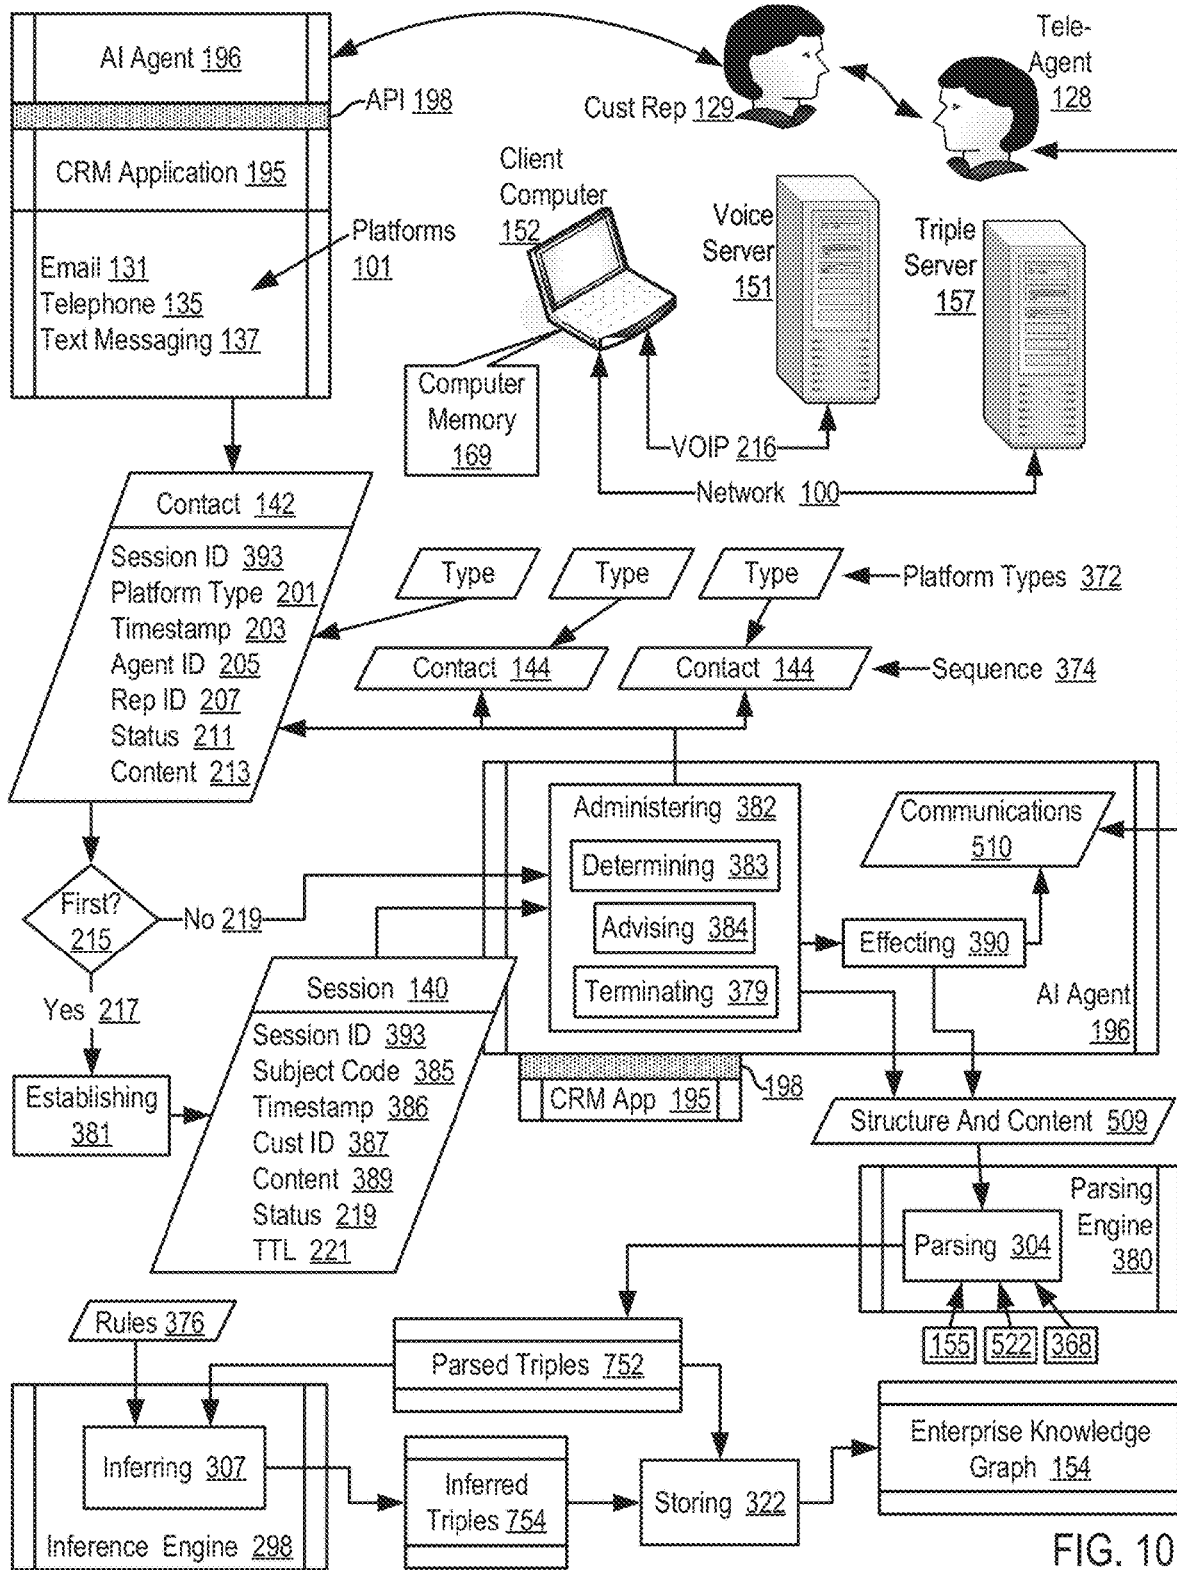 AI Agent 196
API 198
CRM Application 195
Platforms
101
Email 131
Telephone 135
Text Messaging 137
Cust Rep 129
Tele-
Agent
128
Client
Computer
152
Voice
Server
151
Triple
Server
157
Computer
Memory
169
VOIP 216
Network 100
Contact 142
Session ID 393
Platform Type 201
Timestamp 203
Agent ID 205
Rep ID 207
Status 211
Content 213
Type
Type
Type
Platform Types 372
Contact 144
Contact 144
Sequence 374
Administering 382
Determining 383
Advising 384
Terminating 379
Communications
510
Effecting 390
AI Agent
196
First?
215
No 219
Yes 217
Establishing
381
Session 140
Session ID 393
Subject Code 385
Timestamp 386
Cust ID 387
Content 389
Status 219
TTL 221
CRM App 195
198
Structure And Content 509
Parsing
Engine
380
Parsing 304
155
522
368
Rules 376
Parsed Triples 752
Inferring 307
Inference Engine 298
Inferred
Triples 754
Storing 322
Enterprise Knowledge
Graph 154
FIG. 10